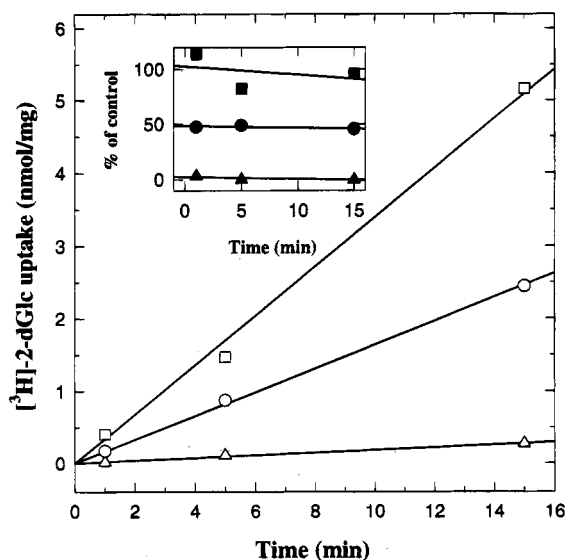 [³H]-2-dGlc uptake (nmol/mg)
6
5
4
3
2
1
0
% of control
100
50
0
0 5 10 15
Time (min)
0 2 4 6 8 10 12 14 16
Time (min)